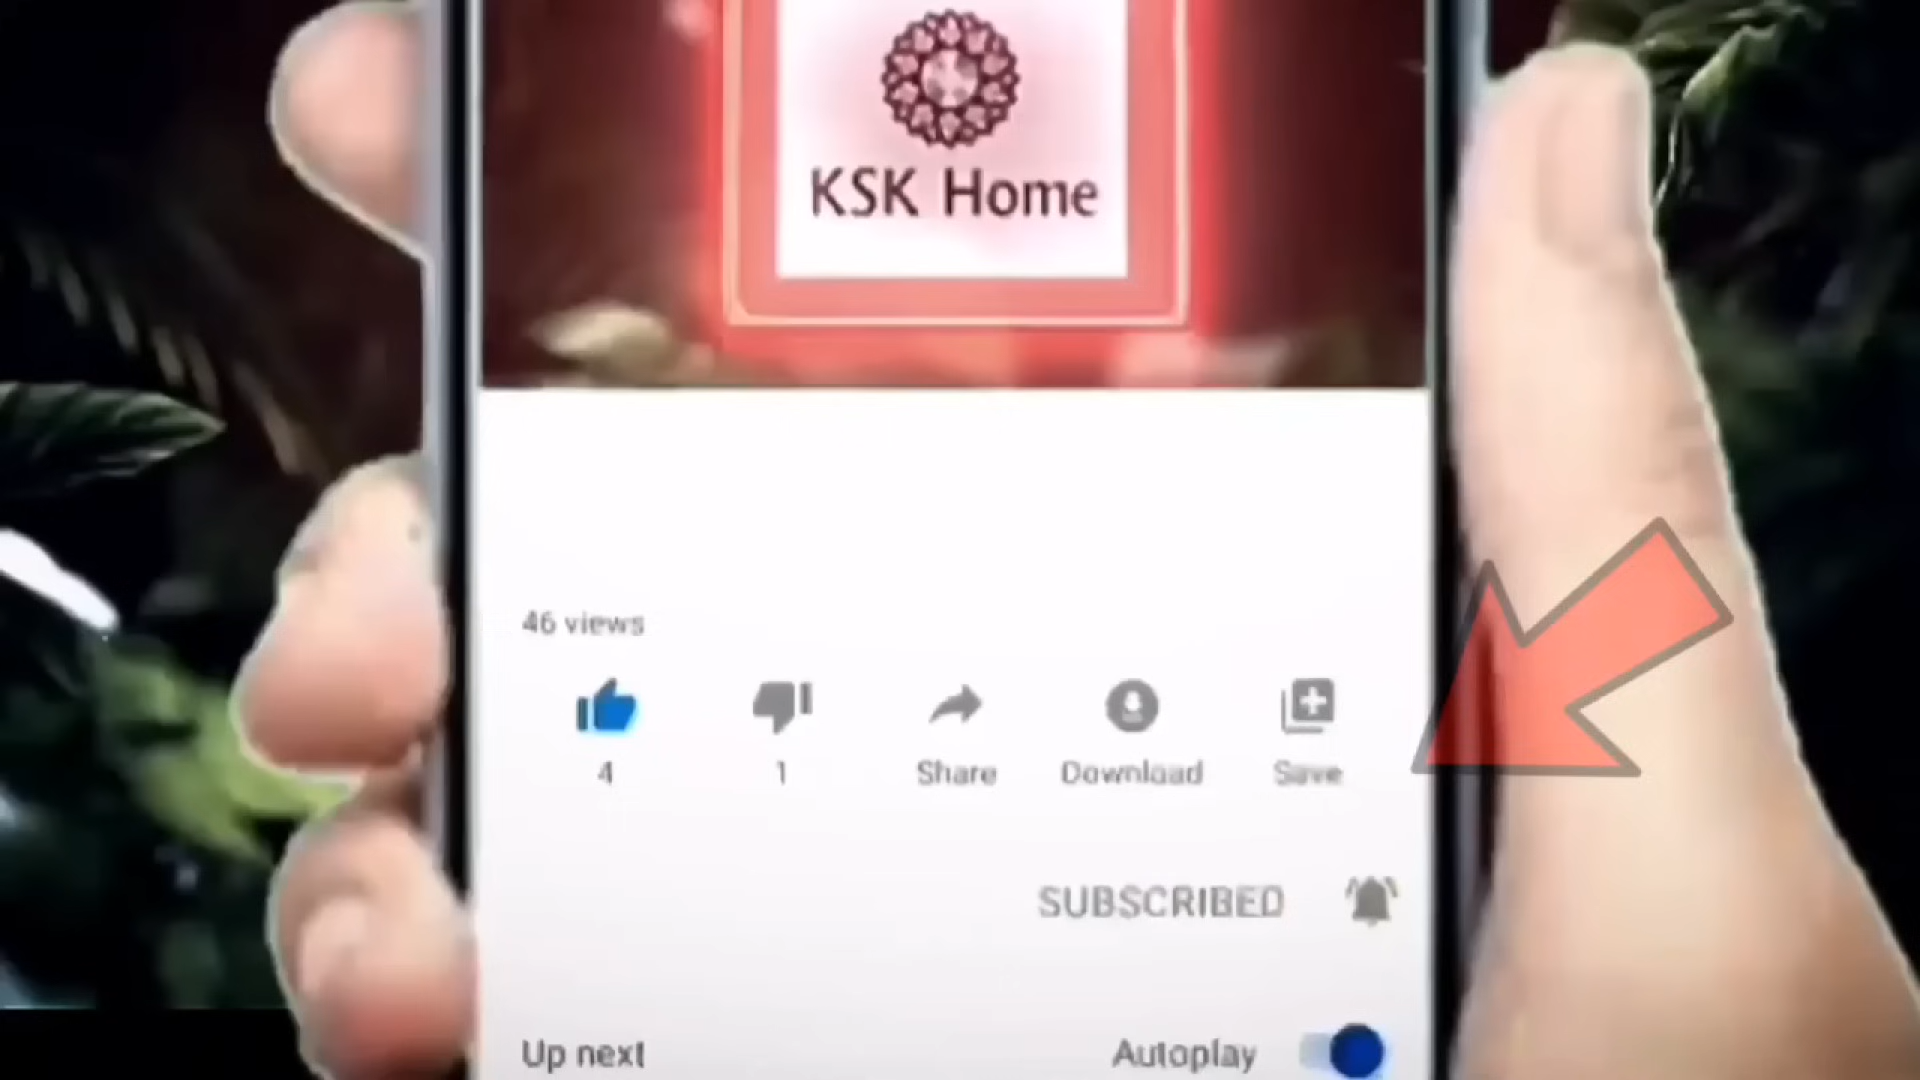 KSK Home
46 views
4 1 Share Download Save
SUBSCRIBED
Up next Autoplay